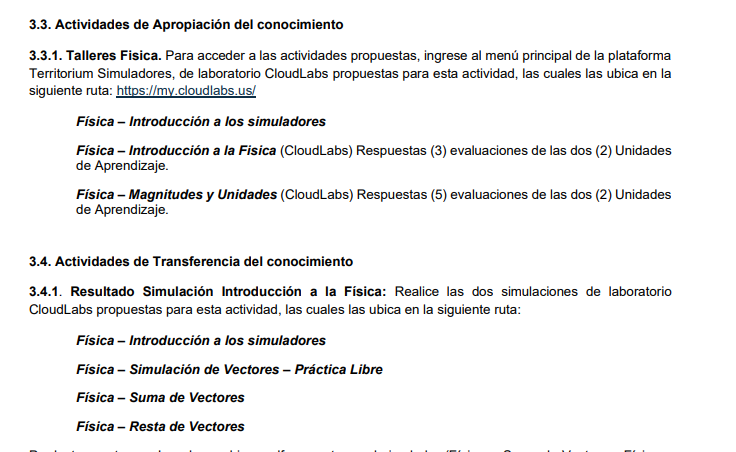 3.3. Actividades de Apropiación del conocimiento
3.3.1. Talleres Fisica. Para acceder a las actividades propuestas, ingrese al menú principal de la plataforma
Territorium Simuladores, de laboratorio CloudLabs propuestas para esta actividad, las cuales las ubica en la
siguiente ruta: https://my.cloudlabs.us/
Física – Introducción a los simuladores
Física – Introducción a la Fisica (CloudLabs) Respuestas (3) evaluaciones de las dos (2) Unidades
de Aprendizaje.
Física – Magnitudes y Unidades (CloudLabs) Respuestas (5) evaluaciones de las dos (2) Unidades
de Aprendizaje.
3.4. Actividades de Transferencia del conocimiento
3.4.1. Resultado Simulación Introducción a la Física: Realice las dos simulaciones de laboratorio
CloudLabs propuestas para esta actividad, las cuales las ubica en la siguiente ruta:
Física – Introducción a los simuladores
Física – Simulación de Vectores – Práctica Libre
Física – Suma de Vectores
Física – Resta de Vectores